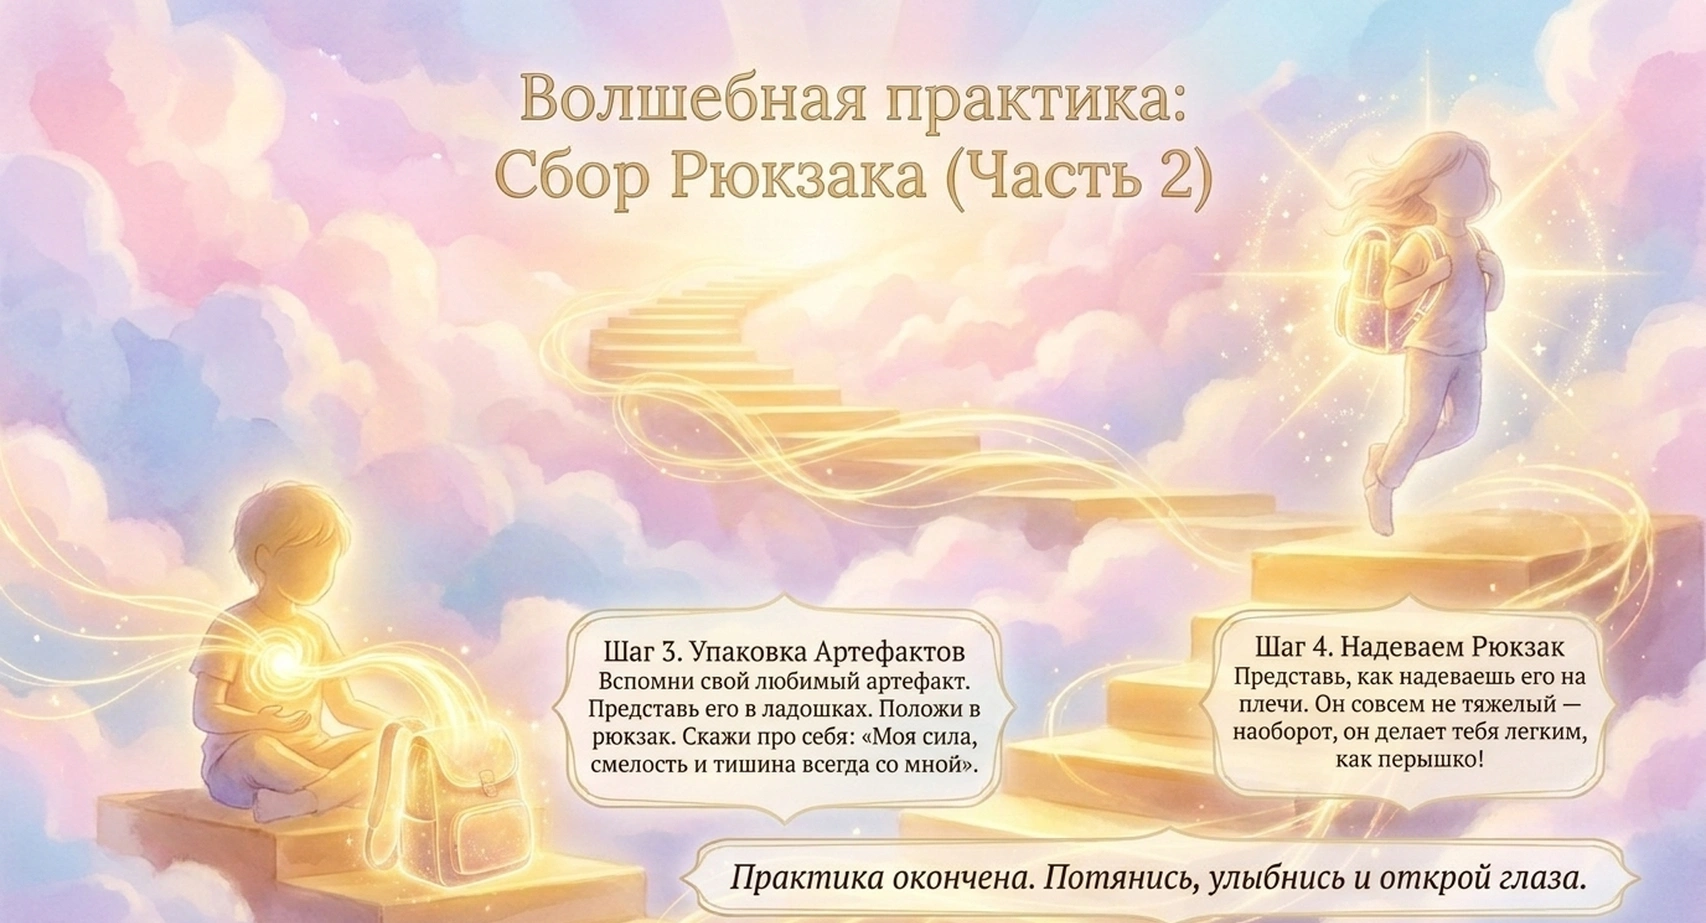 Волшебная практика:
Сбор Рюкзака (Часть 2)
Шаг 3. Упаковка Артефактов
Вспомни свой любимый артефакт.
Представь его в ладошках. Положи в
рюкзак. Скажи про себя: «Моя сила,
смелость и тишина всегда со мной».
Шаг 4. Надеваем Рюкзак
Представь, как надеваешь его на
плечи. Он совсем не тяжелый —
наоборот, он делает тебя легким,
как перышко!
Практика окончена. Потянись, улыбнись и открой глаза.